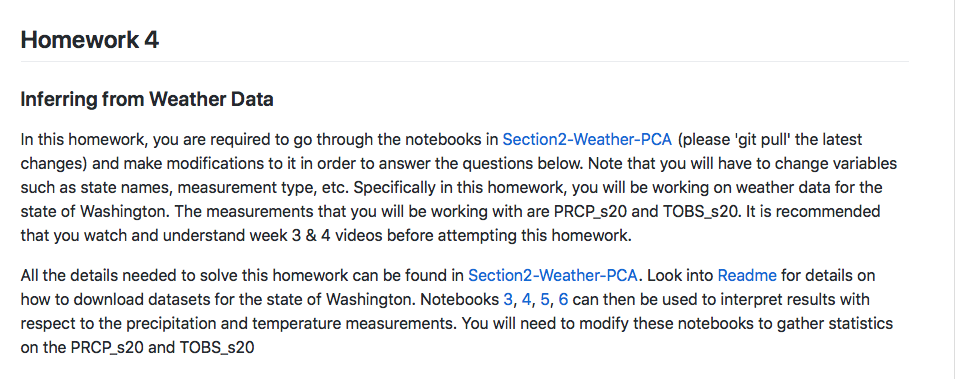 Homework 4
Inferring from Weather Data
In this homework, you are required to go through the notebooks in Section2-Weather-PCA (please 'git pull' the latest
changes) and make modifications to it in order to answer the questions below. Note that you will have to change variables
such as state names, measurement type, etc. Specifically in this homework, you will be working on weather data for the
state of Washington. The measurements that you will be working with are PRCP_s20 and TOBS_s20. It is recommended
that you watch and understand week 3 & 4 videos before attempting this homework.
All the details needed to solve this homework can be found in Section2-Weather-PCA. Look into Readme for details on
how to download datasets for the state of Washington. Notebooks 3, 4, 5, 6 can then be used to interpret results with
respect to the precipitation and temperature measurements. You will need to modify these notebooks to gather statistics
on the PRCP_s20 and TOBS_s20